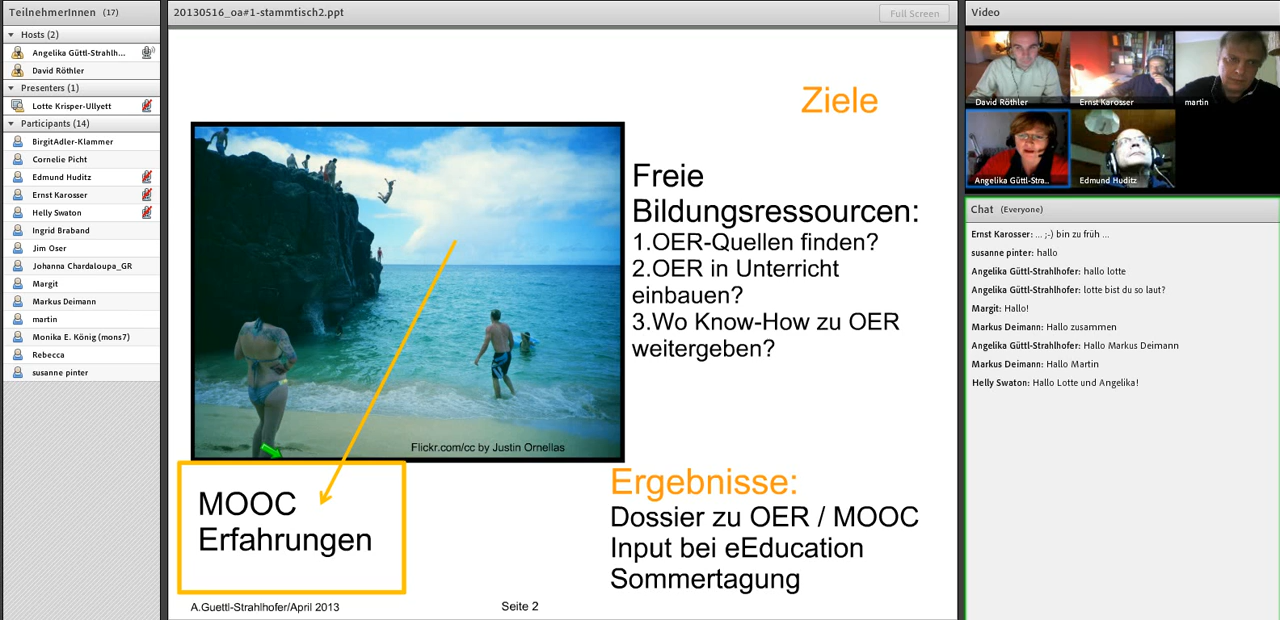 TeilnehmerInnen (17)
Hosts (2)
Angelika Güttl-Strahlh...
David Röthler
Presenters (1)
Lotte Krisper-Ullyett
Participants (14)
BirgitAdler-Klammer
Cornelie Picht
Edmund Huditz
Ernst Karosser
Helly Swaton
Ingrid Braband
Jim Oser
Johanna Chardaloupa_GR
Margit
Markus Deimann
martin
Monika E. König (mons7)
Rebecca
susanne pinter
20130516_oa#1-stammtisch2.ppt
Full Screen
Ziele
Freie
Bildungsressourcen:
1.OER-Quellen finden?
2.OER in Unterricht
einbauen?
3.Wo Know-How zu OER
weitergeben?
Flickr.com/cc by Justin Ornellas
MOOC
Erfahrungen
Ergebnisse:
Dossier zu OER / MOOC
Input bei eEducation
Sommertagung
A.Guettl-Strahlhofer/April 2013
Seite 2
Video
David Röthler
Ernst Karosser
martin
Angelika Güttl-Stra..
Edmund Huditz
Chat (Everyone)
Ernst Karosser: ... ;-) bin zu früh ...
susanne pinter: hallo
Angelika Güttl-Strahlhofer: hallo lotte
Angelika Güttl-Strahlhofer: lotte bist du so laut?
Margit: Hallo!
Markus Deimann: Hallo zusammen
Angelika Güttl-Strahlhofer: Hallo Markus Deimann
Markus Deimann: Hallo Martin
Helly Swaton: Hallo Lotte und Angelika!